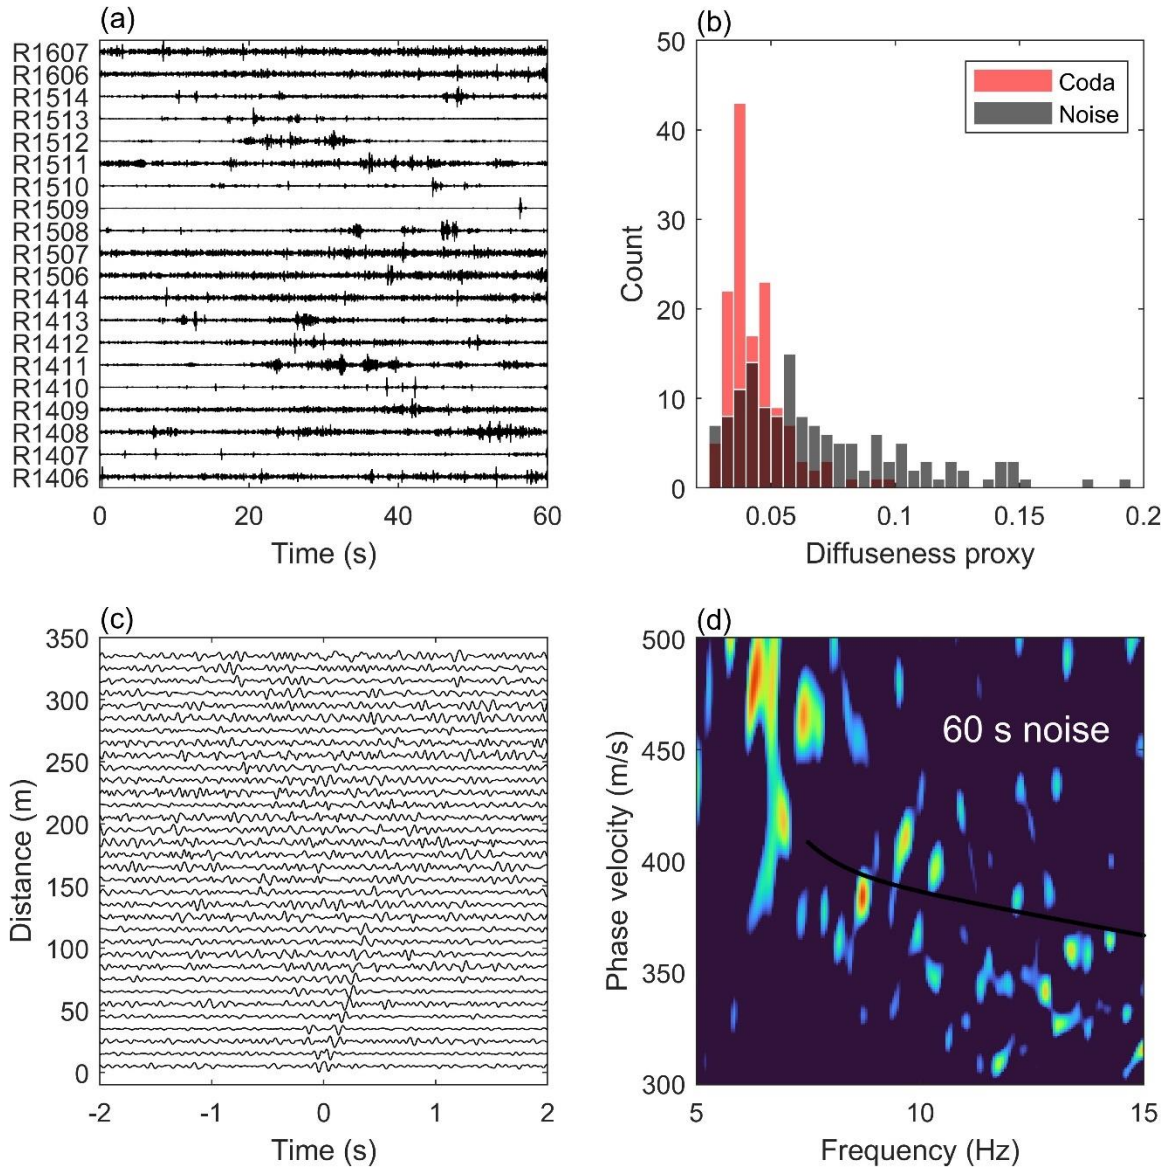 (a)
R1607
R1606
R1514
R1513
R1512
R1511
R1510
R1509
R1508
R1507
R1506
R1414
R1413
R1412
R1411
R1410
R1409
R1408
R1407
R1406
0 20 40 60
Time (s)
(b)
50
40
30
20
10
0
Count
Coda
Noise
0.05 0.1 0.15 0.2
Diffuseness proxy
(c)
350
300
250
200
150
100
50
0
Distance (m)
-2 -1 0 1 2
Time (s)
(d)
500
450
400
350
300
Phase velocity (m/s)
60 s noise
5 10 15
Frequency (Hz)